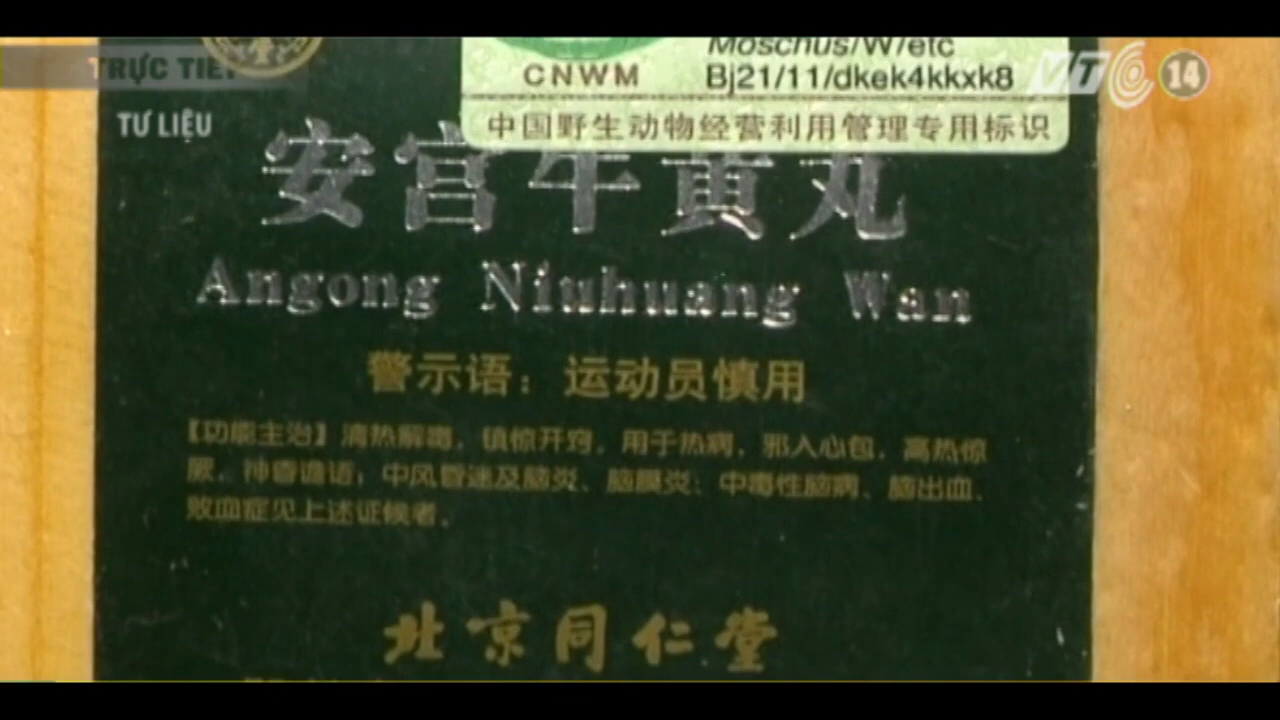 TRỰC TIẾP
TƯ LIỆU
VTC 14
Moschus/W/etc
CNWM
Bj21/11/dkek4kkxk8
中国野生动物经营利用管理专用标识
安宫牛黄丸
Angong Niuhuang Wan
警示语：运动员慎用
【功能主治】清热解毒，镇惊开窍。用于热病，邪入心包，高热惊
厥，神昏谵语；中风昏迷及脑炎、脑膜炎；中毒性脑病、脑出血、
败血症见上述证候者。
北京同仁堂